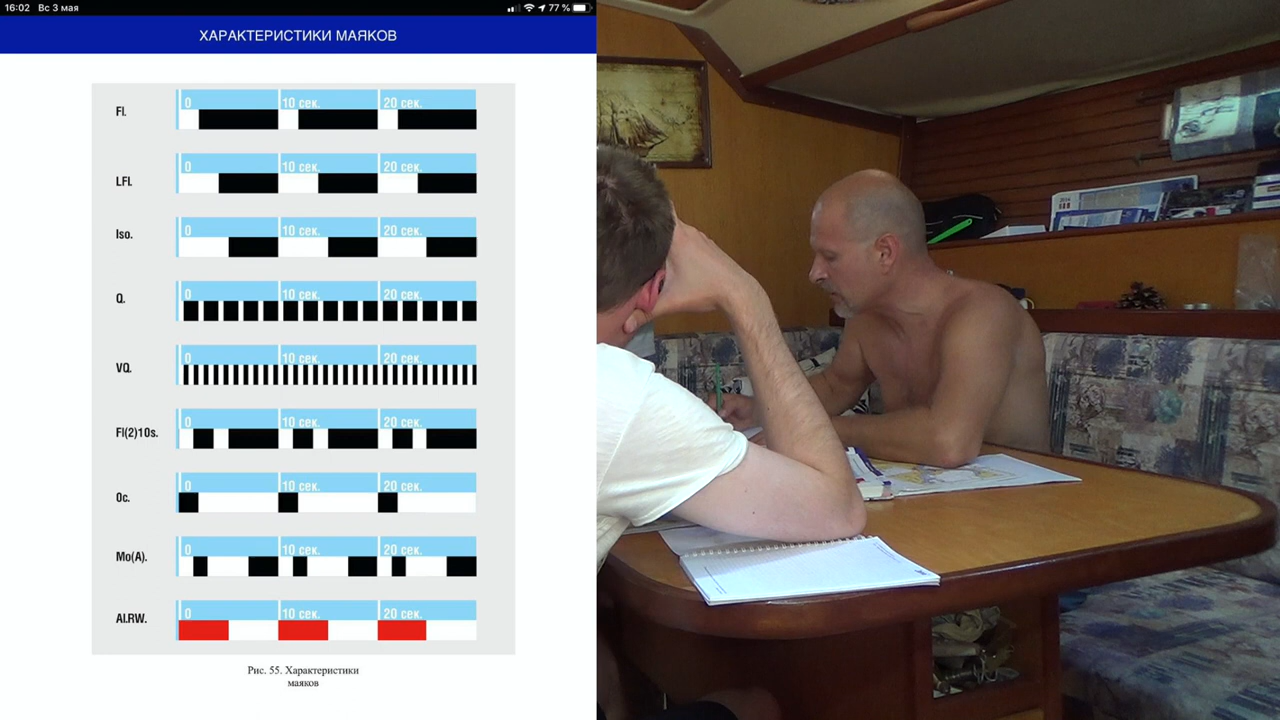 16:02 Вс 3 мая
77 %
ХАРАКТЕРИСТИКИ МАЯКОВ
Fl. 0 10 сек. 20 сек.
LFl. 0 10 сек. 20 сек.
Iso. 0 10 сек. 20 сек.
Q. 0 10 сек. 20 сек.
VQ. 0 10 сек. 20 сек.
Fl(2)10s. 0 10 сек. 20 сек.
Oc. 0 10 сек. 20 сек.
Mo(A). 0 10 сек. 20 сек.
Al.RW. 0 10 сек. 20 сек.
Рис. 55. Характеристики
маяков